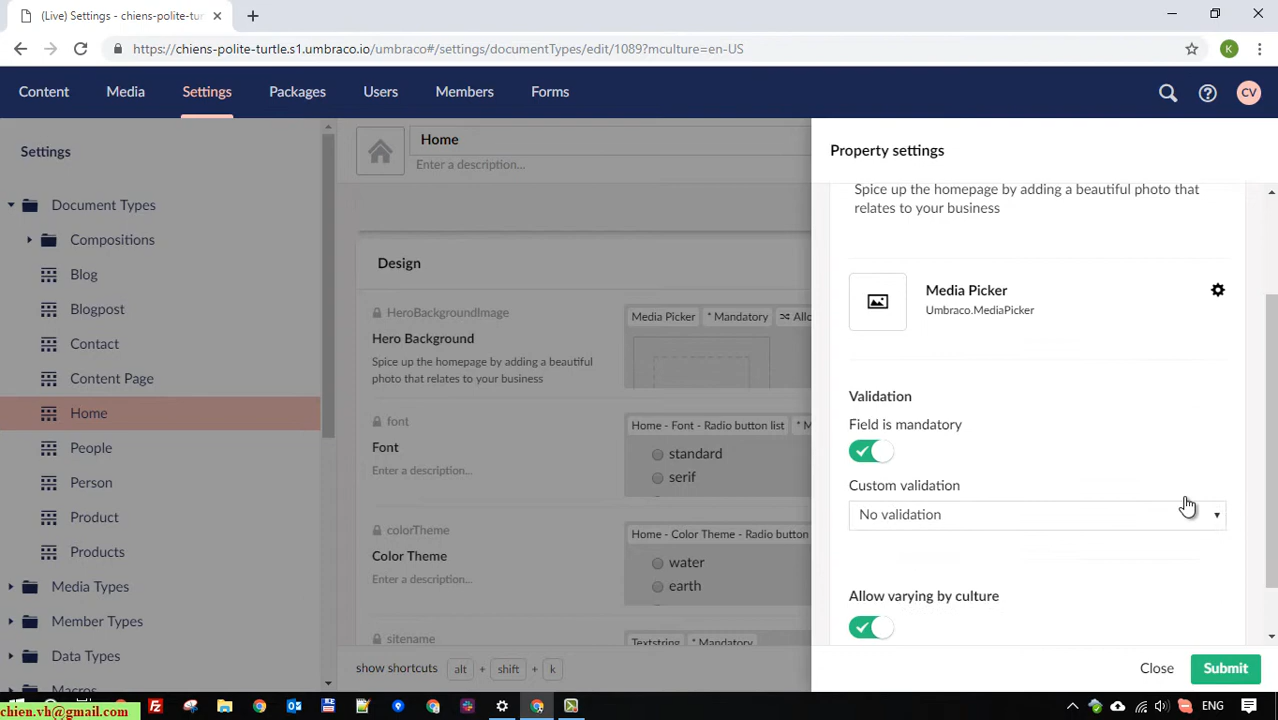 (Live) Settings - chiens-polite-tur
https://chiens-polite-turtle.s1.umbraco.io/umbraco#/settings/documentTypes/edit/1089?mculture=en-US
K
Content Media Settings Packages Users Members Forms
CV
Settings
Document Types
Compositions
Blog
Blogpost
Contact
Content Page
Home
People
Person
Product
Products
Media Types
Member Types
Data Types
Macros
Home
Enter a description...
Design
HeroBackgroundImage
Hero Background
Spice up the homepage by adding a beautiful
photo that relates to your business
Media Picker * Mandatory Allo
font
Font
Enter a description...
Home - Font - Radio button list * M
standard
serif
colorTheme
Color Theme
Enter a description...
Home - Color Theme - Radio button
water
earth
sitename
Textstring * Mandatory
show shortcuts alt + shift + k
Property settings
Spice up the homepage by adding a beautiful photo that
relates to your business
Media Picker
Umbraco.MediaPicker
Validation
Field is mandatory
Custom validation
No validation
Allow varying by culture
Close Submit
chien.vh@gmail.com
ENG